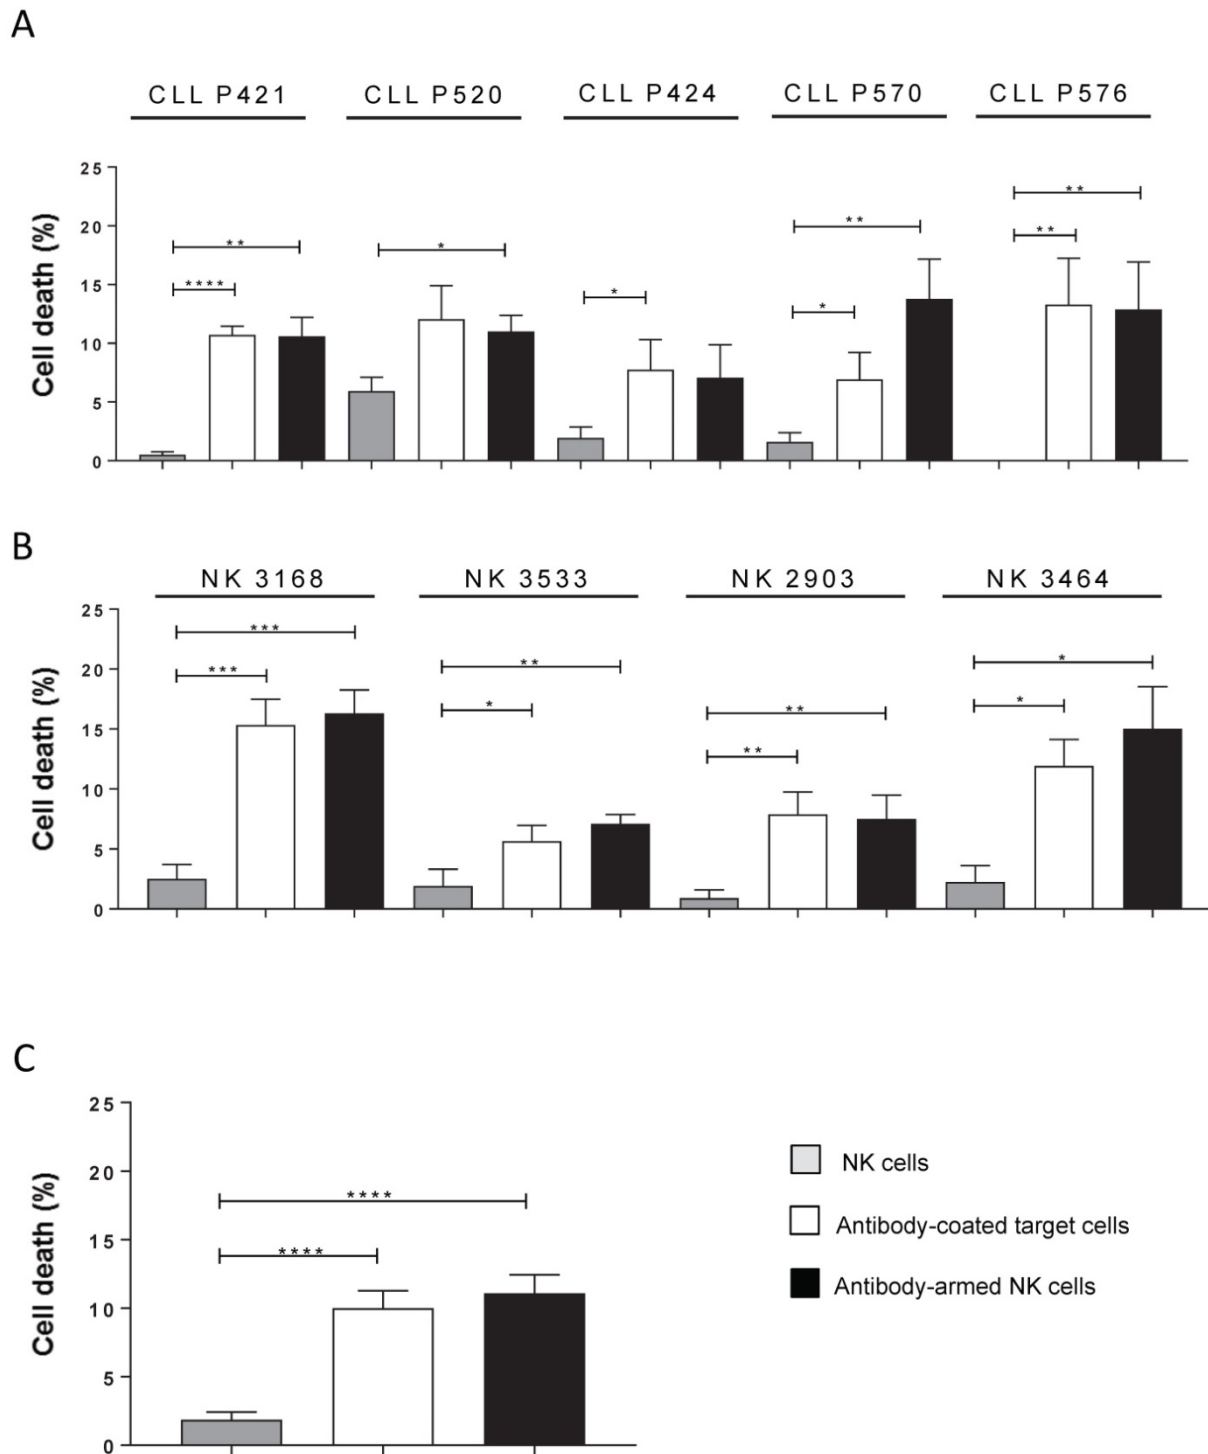 A
CLL P421 CLL P520 CLL P424 CLL P570 CLL P576
25
20
15
10
5
0
Cell death (%)
** * ** **
**** * * **
B
NK 3168 NK 3533 NK 2903 NK 3464
25
20
15
10
5
0
Cell death (%)
*** ** ** *
*** * ** *
C
25
20
15
10
5
0
Cell death (%)
****
****
NK cells
Antibody-coated target cells
Antibody-armed NK cells